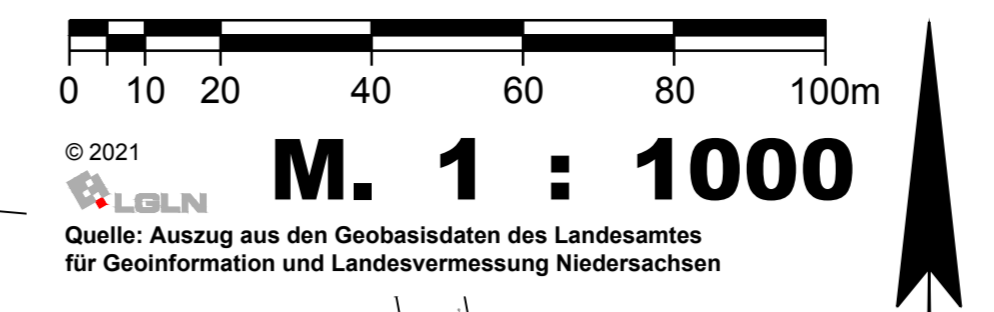 0 10 20 40 60 80 100m
© 2021
M. 1 : 1000
LGLN
Quelle: Auszug aus den Geobasisdaten des Landesamtes
für Geoinformation und Landesvermessung Niedersachsen